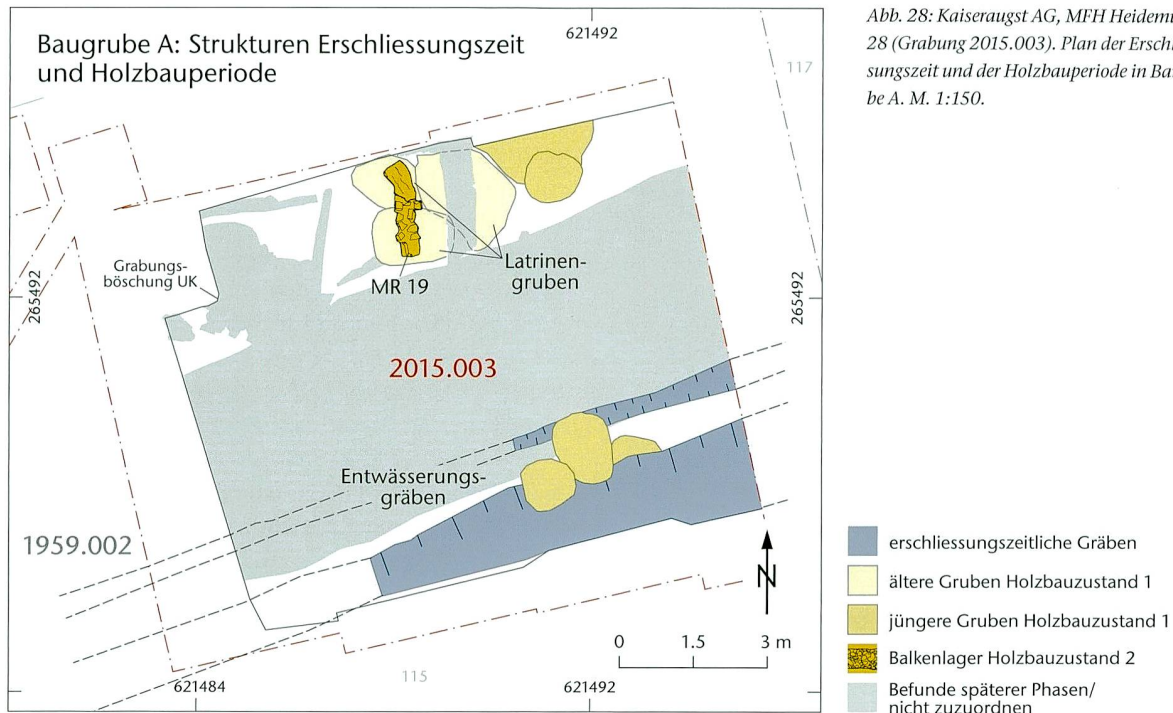 Baugrube A: Strukturen Erschliessungszeit
und Holzbauperiode
621492
117
Abb. 28: Kaiseraugst AG, MFH
28 (Grabung 2015.003). Plan der
sungszeit und der Holzbauperiode in
be A. M. 1:150.
Grabungs-
böschung UK
265492
MR 19
Latrinen-
gruben
265492
2015.003
Entwässerungs-
gräben
1959.002
N
0 1.5 3 m
115
621484
621492
erschliessungszeitliche Gräben
ältere Gruben Holzbauzustand 1
jüngere Gruben Holzbauzustand 1
Balkenlager Holzbauzustand 2
Befunde späterer Phasen/
nicht zuzuordnen